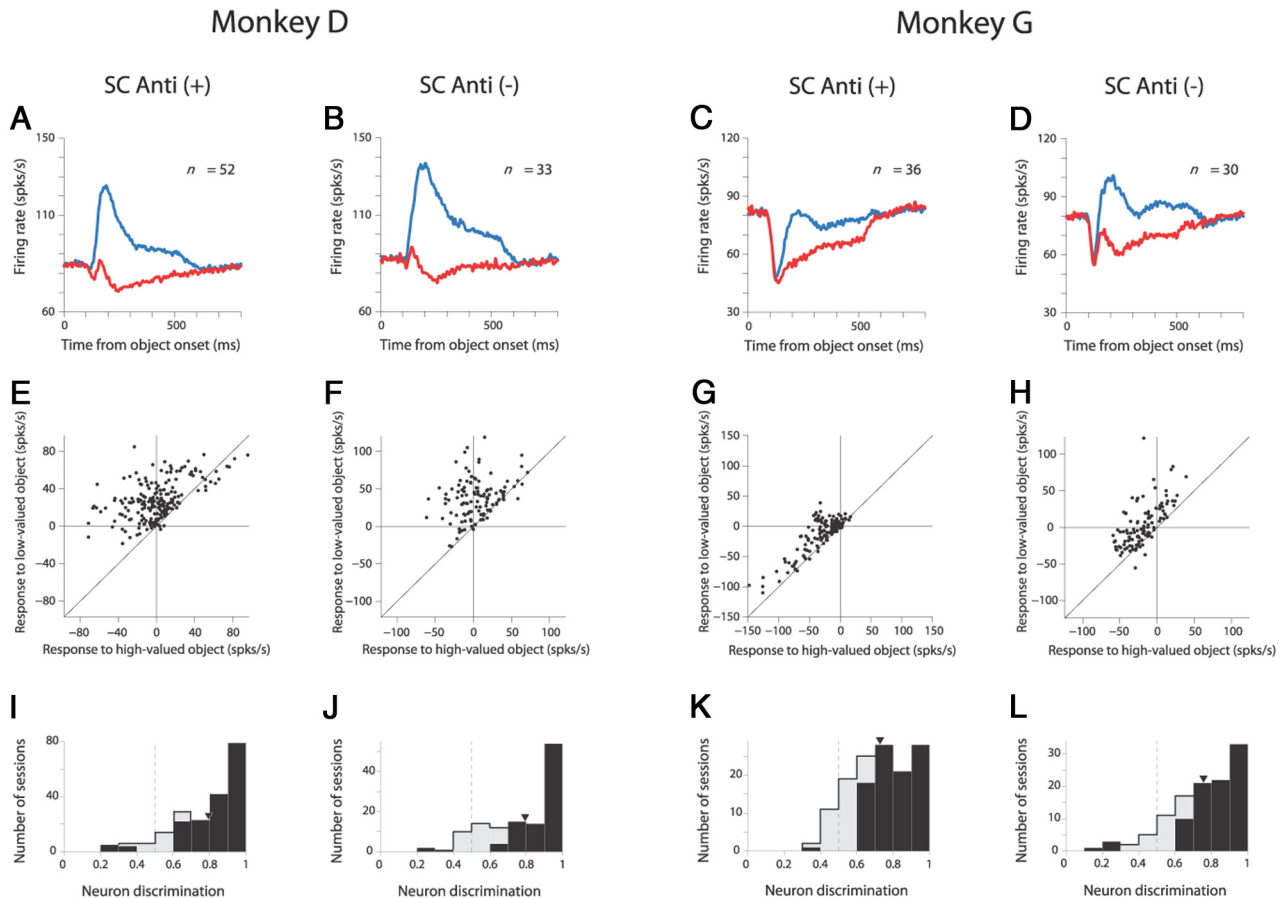 Monkey D
Monkey G
SC Anti (+)
SC Anti (-)
SC Anti (+)
SC Anti (-)
A
150
110
60
Firing rate (spks/s)
n = 52
0
500
Time from object onset (ms)
B
150
110
60
Firing rate (spks/s)
n = 33
0
500
Time from object onset (ms)
C
120
90
60
30
Firing rate (spks/s)
n = 36
0
500
Time from object onset (ms)
D
120
90
60
30
Firing rate (spks/s)
n = 30
0
500
Time from object onset (ms)
E
Response to low-valued object (spks/s)
80
40
0
−40
−80
−80
−40
0
40
80
Response to high-valued object (spks/s)
F
Response to low-valued object (spks/s)
100
50
0
−50
−100
−100
−50
0
50
100
Response to high-valued object (spks/s)
G
Response to low-valued object (spks/s)
150
100
50
0
−50
−100
−150
−150
−100
−50
0
50
100
150
Response to high-valued object (spks/s)
H
Response to low-valued object (spks/s)
100
50
0
−50
−100
−100
−50
0
50
100
Response to high-valued object (spks/s)
I
Number of sessions
80
40
0
0
0.2
0.4
0.6
0.8
1
Neuron discrimination
J
Number of sessions
40
20
0
0
0.2
0.4
0.6
0.8
1
Neuron discrimination
K
Number of sessions
20
10
0
0
0.2
0.4
0.6
0.8
1
Neuron discrimination
L
Number of sessions
30
20
10
0
0
0.2
0.4
0.6
0.8
1
Neuron discrimination